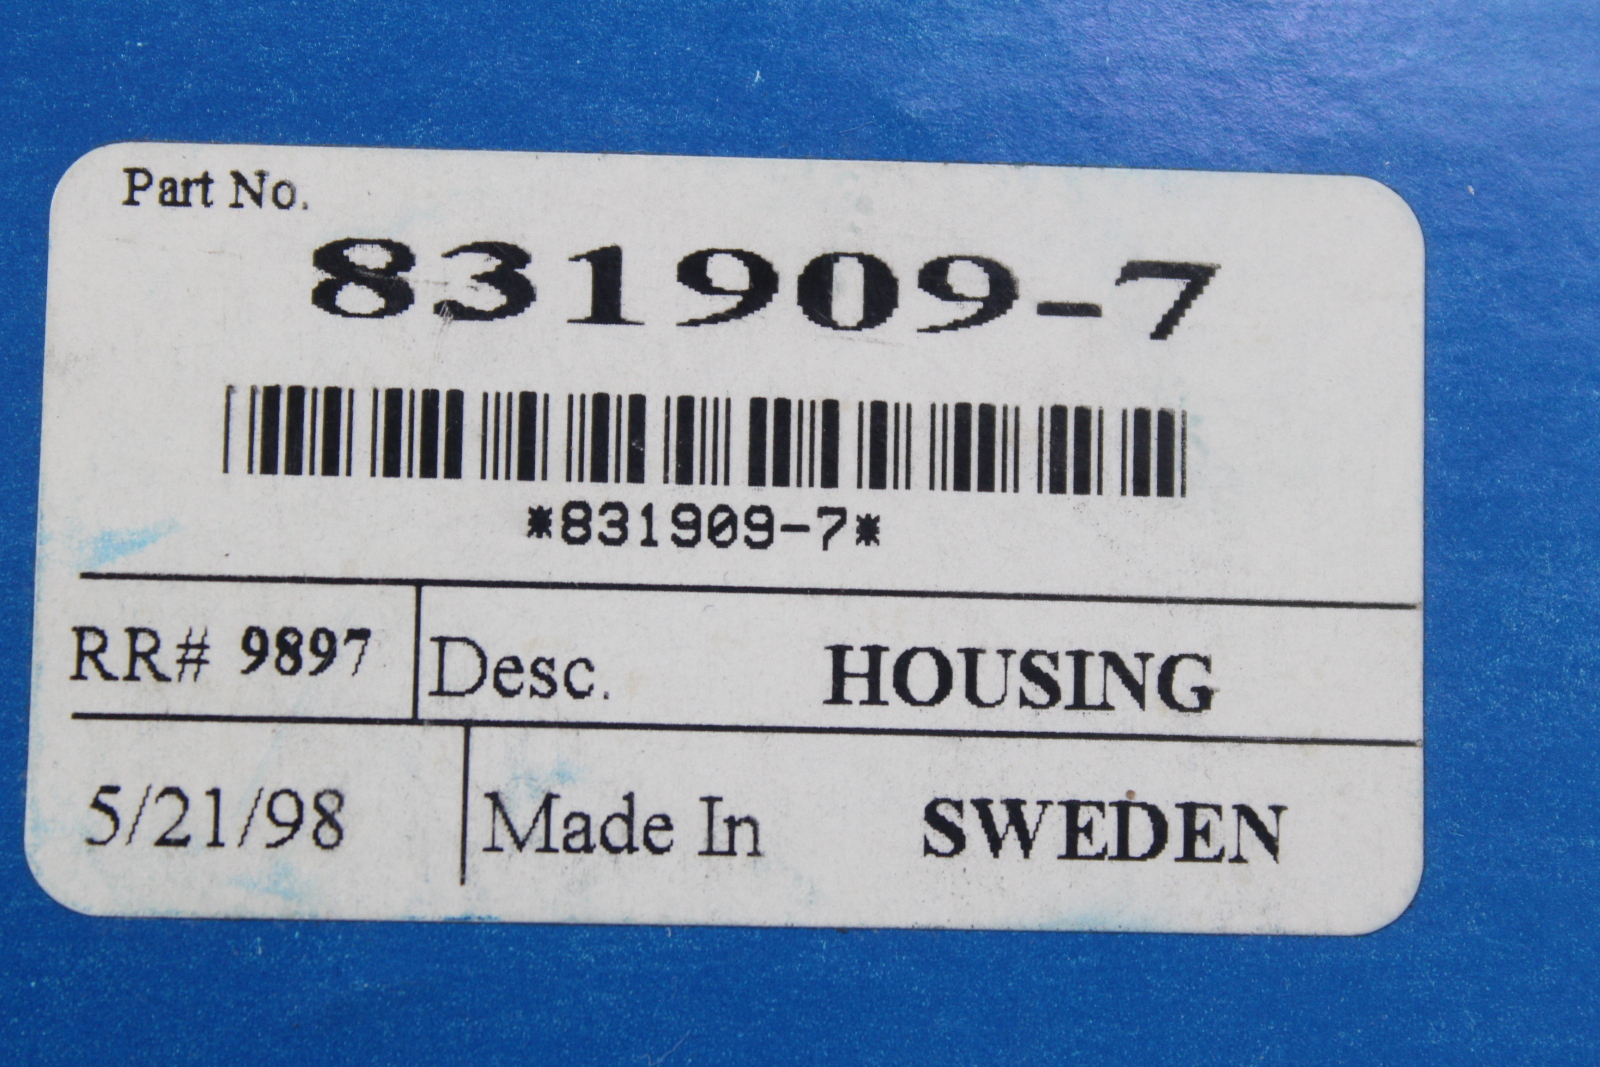 Part No.
831909-7
*831909-7*
RR# 9897 Desc. HOUSING
5/21/98 Made In SWEDEN